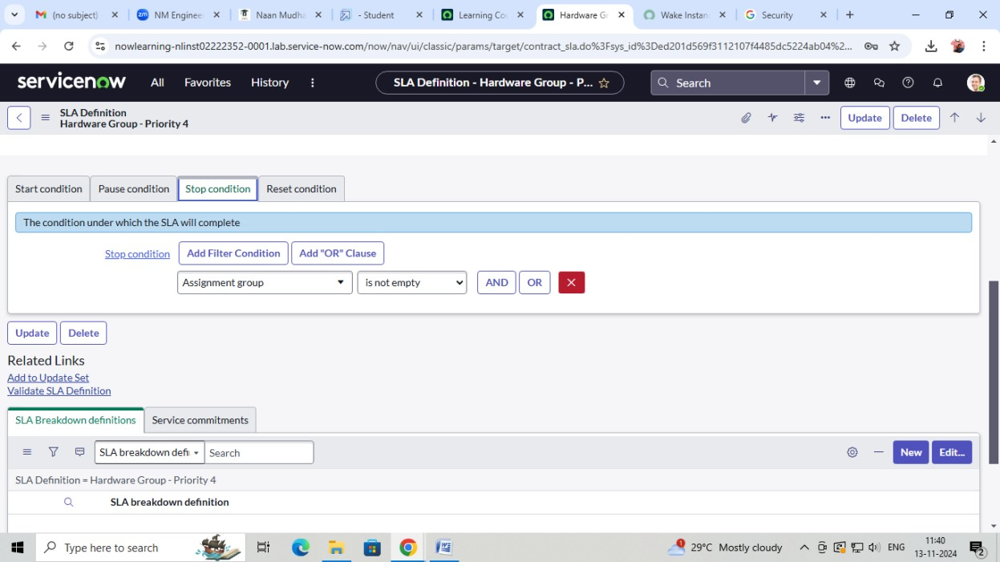 (no subject)
NM Enginee
Naan Mudha
- Student
Learning Co
Hardware G
Wake Instan
Security
nowlearning-nlinst02222352-0001.lab.service-now.com/now/nav/ui/classic/params/target/contract_sla.do%3Fsys_id%3Ded201d569f3112107f4485dc5224ab04%2...
servicenow All Favorites History SLA Definition - Hardware Group - P... Search
SLA Definition
Hardware Group - Priority 4
Update Delete
Start condition Pause condition Stop condition Reset condition
The condition under which the SLA will complete
Stop condition Add Filter Condition Add "OR" Clause
Assignment group is not empty AND OR
Update Delete
Related Links
Add to Update Set
Validate SLA Definition
SLA Breakdown definitions Service commitments
SLA breakdown defi Search New Edit...
SLA Definition = Hardware Group - Priority 4
SLA breakdown definition
Type here to search 1 29°C Mostly cloudy ENG 11:40
13-11-2024 2